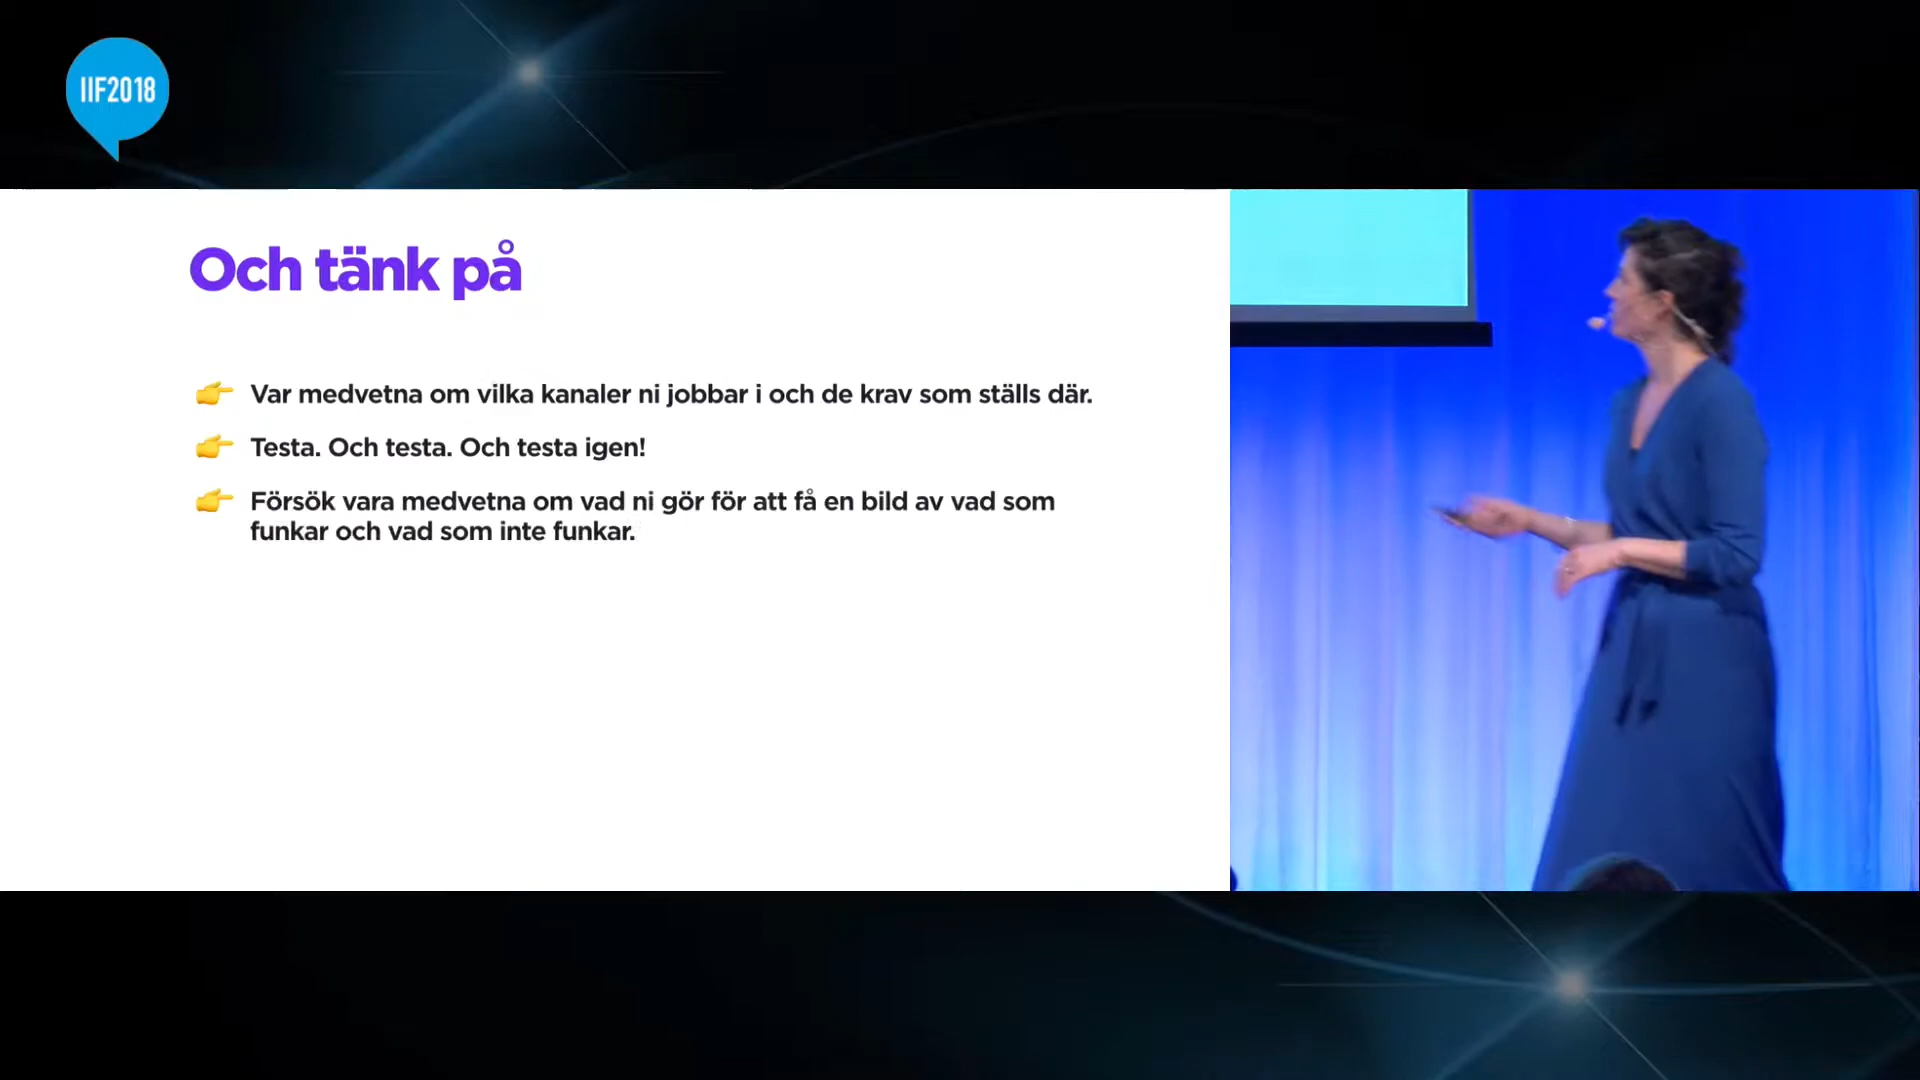 IIF2018
Och tänk på
👉 Var medvetna om vilka kanaler ni jobbar i och de krav som ställs där.
👉 Testa. Och testa. Och testa igen!
👉 Försök vara medvetna om vad ni gör för att få en bild av vad som
funkar och vad som inte funkar.